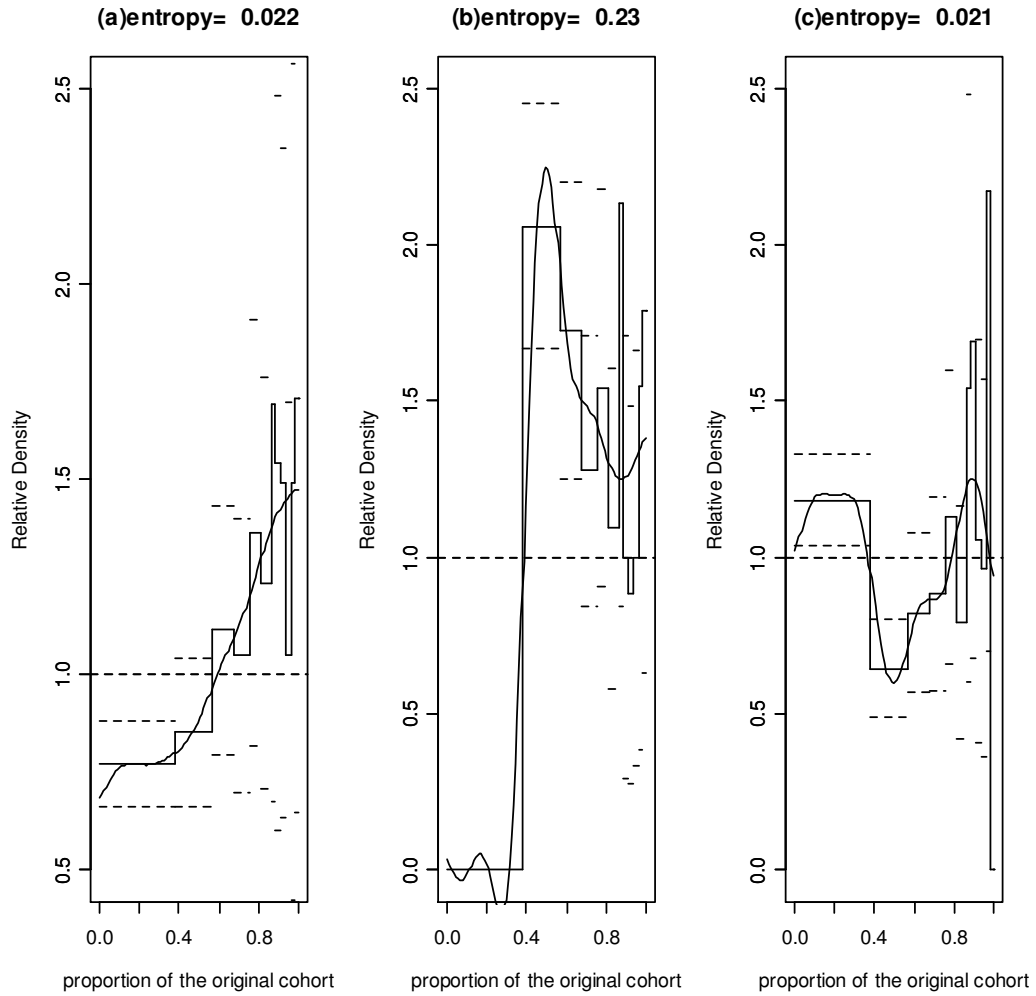 (a)entropy= 0.022
(b)entropy= 0.23
(c)entropy= 0.021
Relative Density
2.5
2.0
1.5
1.0
0.5
0.0 0.4 0.8
proportion of the original cohort
Relative Density
2.5
2.0
1.5
1.0
0.5
0.0
0.0 0.4 0.8
proportion of the original cohort
Relative Density
2.5
2.0
1.5
1.0
0.5
0.0
0.0 0.4 0.8
proportion of the original cohort